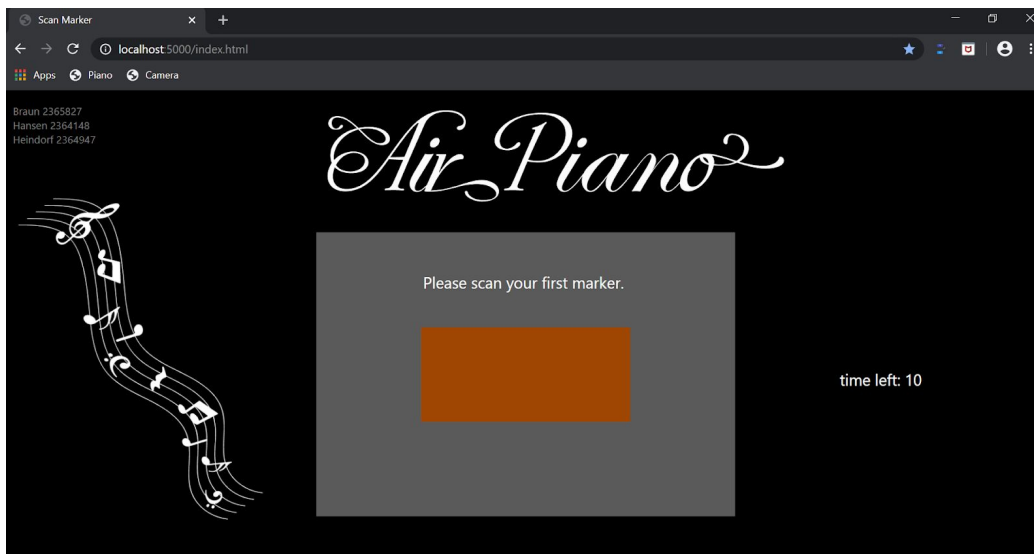 Scan Marker
localhost:5000/index.html
Apps Piano Camera
Braun 2365827
Hansen 2364148
Heindorf 2364947
Air Piano
Please scan your first marker.
time left: 10